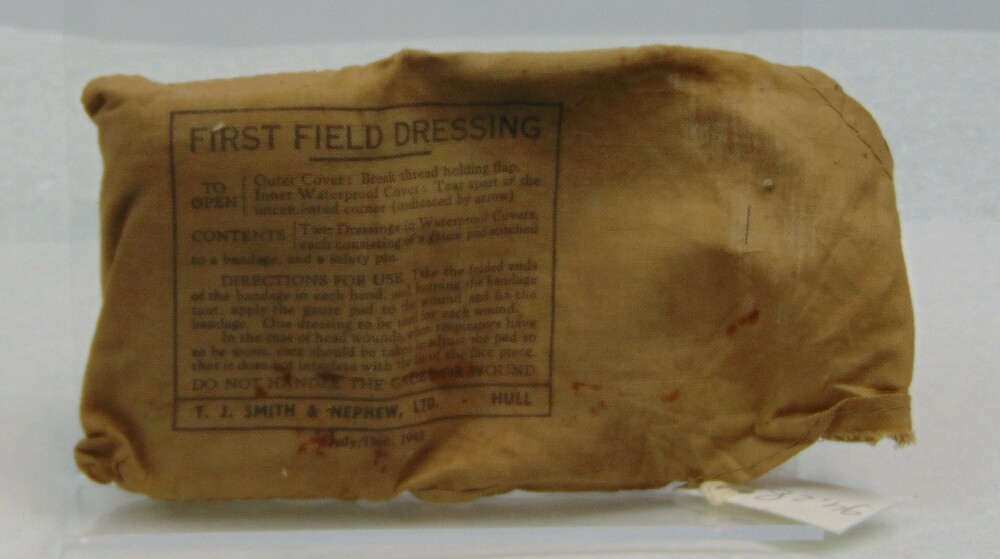 FIRST FIELD DRESSING
TO OPEN { Outer Cover: Break thread holding flap.
Inner Waterproof Cover: Tear apart at the
uncemented corner (indicated by arrow)
CONTENTS { Two Dressings in Waterproof Covers,
each consisting of a gauze pad stitched
to a bandage, and a safety pin.
DIRECTIONS FOR USE Take the folded ends
of the bandage in each hand, and keeping the bandage
taut, apply the gauze pad to the wound and fix the
bandage. One dressing to be used for each wound.
In the case of head wounds, when respirators have
to be worn, care should be taken to adjust the pad so
that it does not interfere with the fit of the face piece.
DO NOT HANDLE THE GAUZE OR WOUND
T. J. SMITH & NEPHEW, LTD. - HULL
July/Dec.